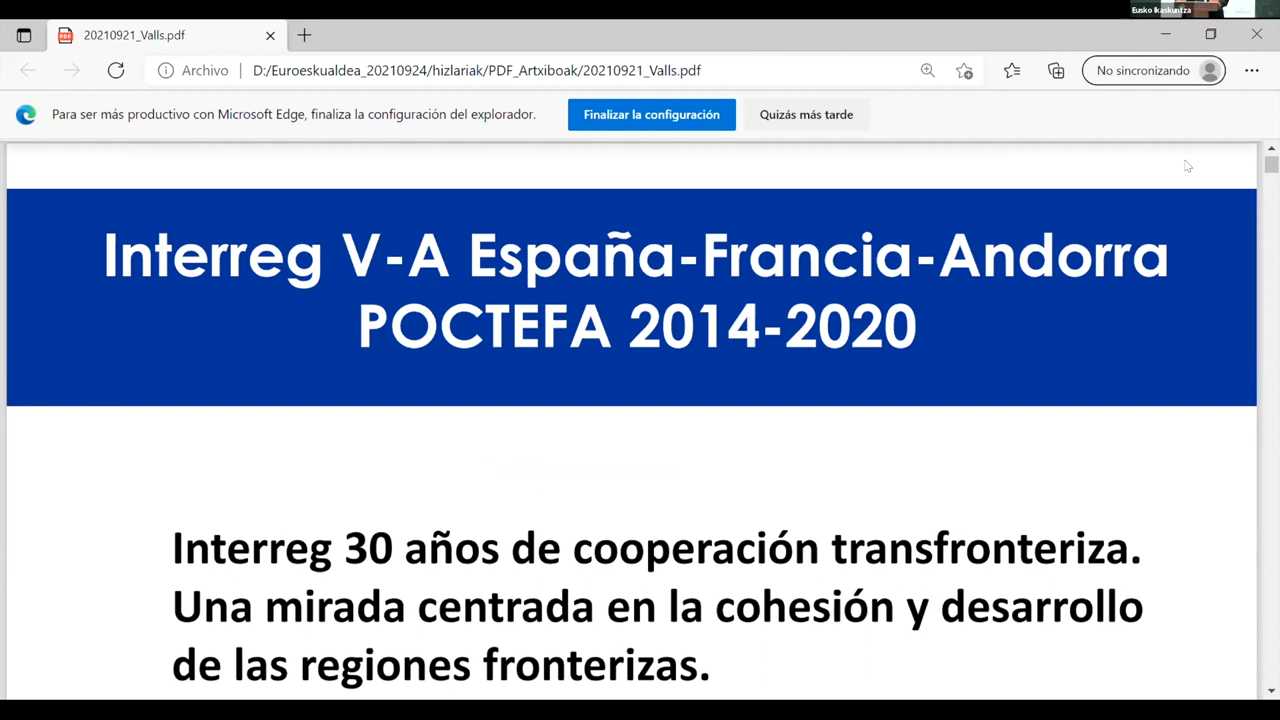 Eusko Ikaskuntza
20210921_Valls.pdf
Archivo
D:/Euroeskualdea_20210924/hizlariak/PDF_Artxiboak/20210921_Valls.pdf
No sincronizando
Para ser más productivo con Microsoft Edge, finaliza la configuración del explorador.
Finalizar la configuración
Quizás más tarde
Interreg V-A España-Francia-Andorra
POCTEFA 2014-2020
Interreg 30 años de cooperación transfronteriza.
Una mirada centrada en la cohesión y desarrollo
de las regiones fronterizas.